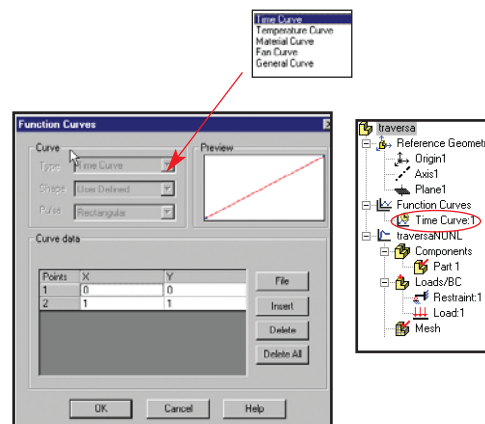 Time Curve
Temperature Curve
Material Curve
Fan Curve
General Curve
Function Curves
Curve
Type Time Curve
Shape User Defined
Pulse Rectangular
Preview
Curve data
Points X Y
1 0 0
2 1 1
File
Insert
Delete
Delete All
OK Cancel Help
traversa
Reference Geomet
Origin1
Axis1
Plane1
Function Curves
Time Curve:1
traversaNUNL
Components
Part 1
Loads/BC
Restraint:1
Load:1
Mesh